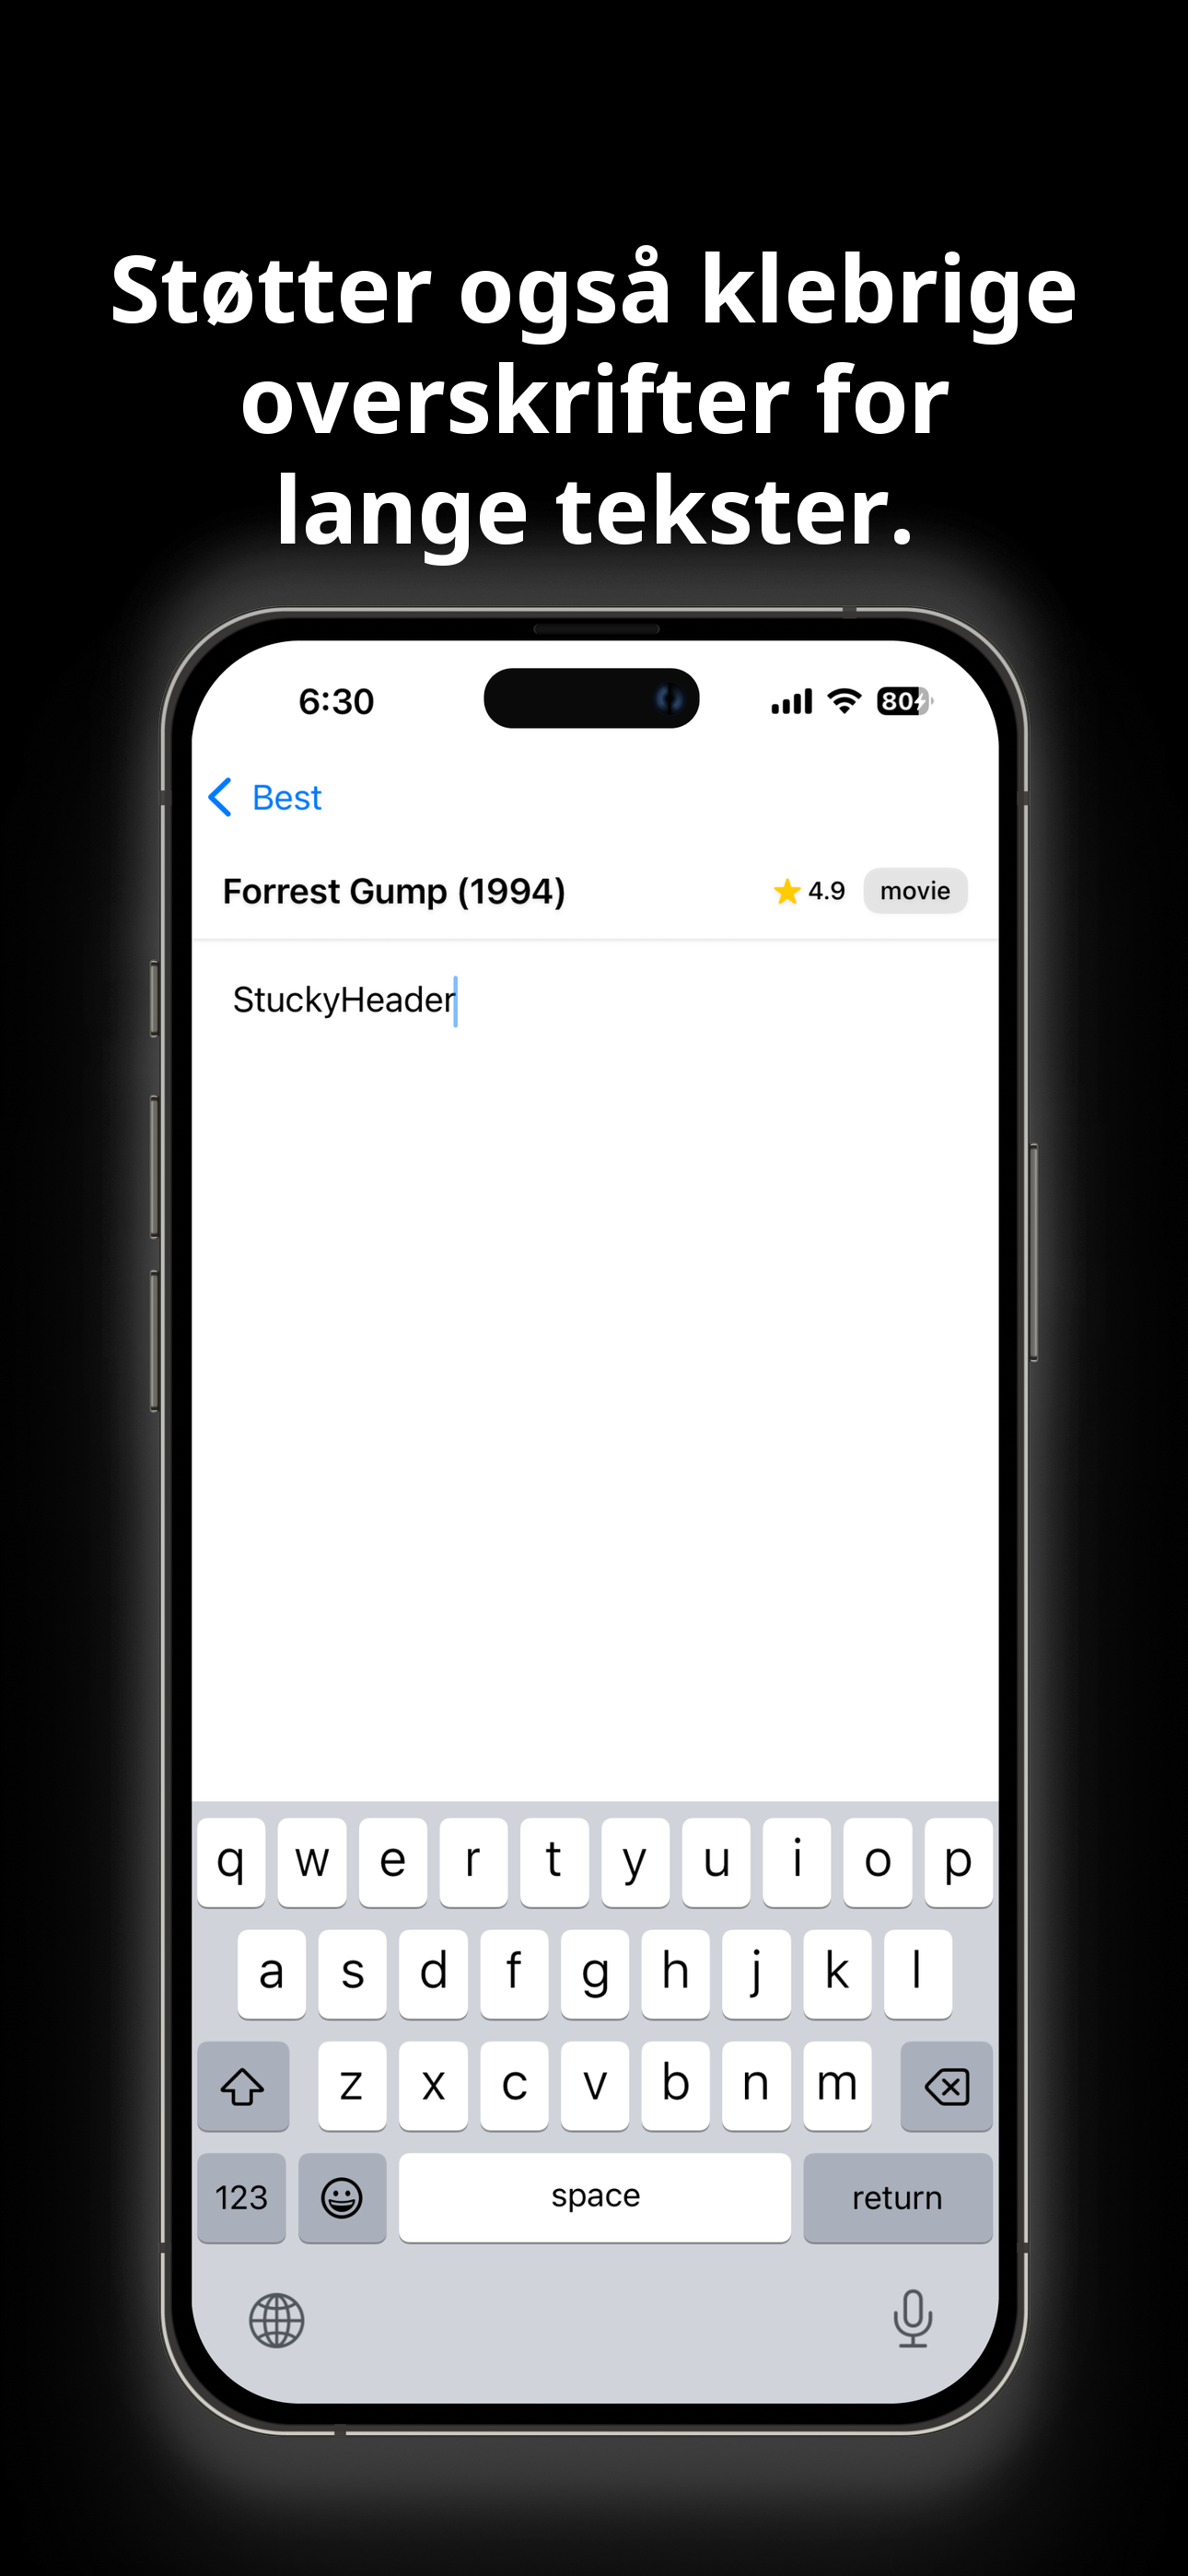 Støtter også klebrige
overskrifter for
lange tekster.
6:30
80
Best
Forrest Gump (1994)
4.9
movie
StuckyHeader
q w e r t y u i o p
a s d f g h j k l
z x c v b n m
123
space
return